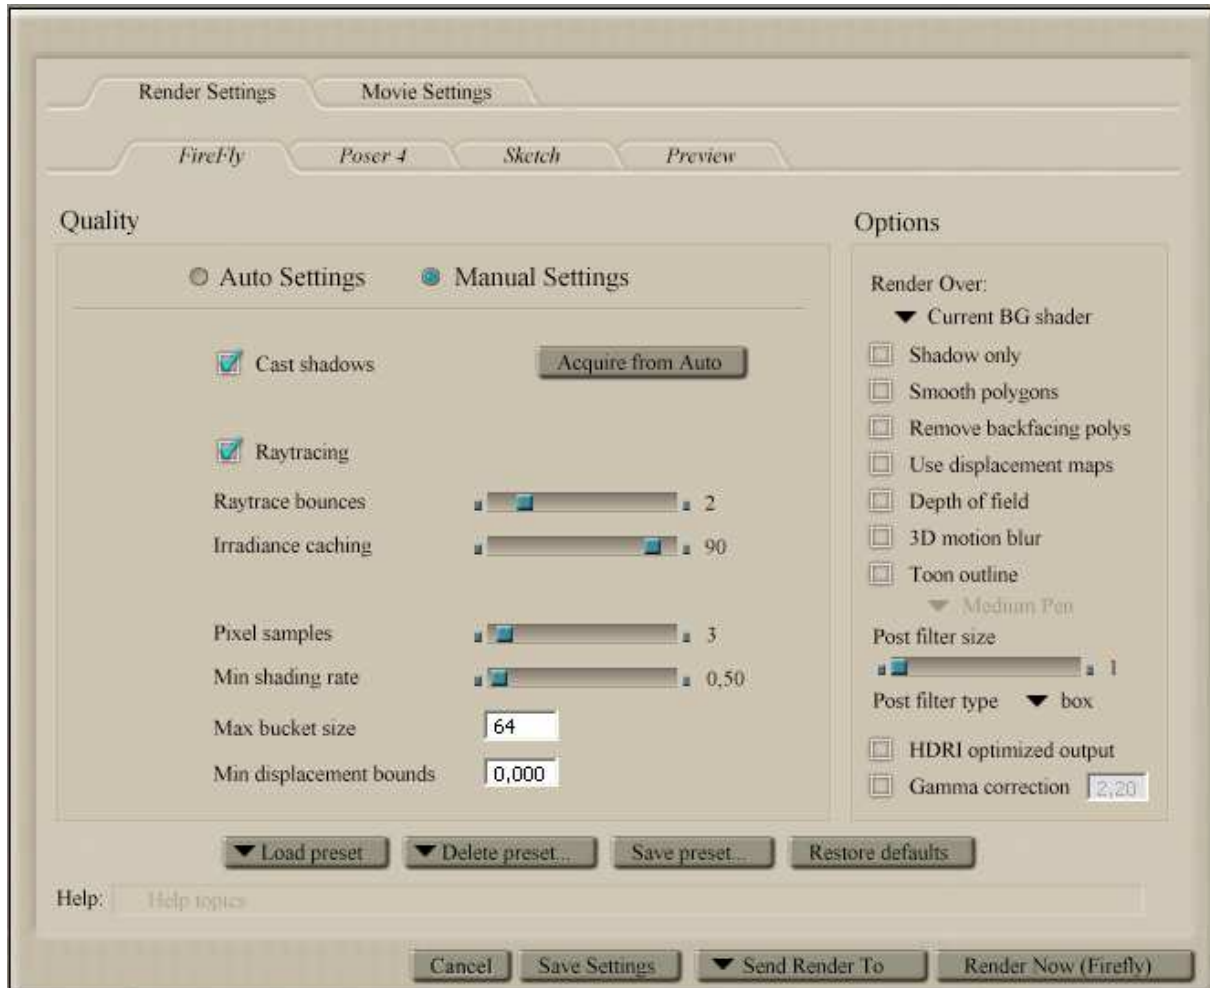 Render Settings
Movie Settings
FireFly
Poser 4
Sketch
Preview
Quality
Auto Settings
Manual Settings
Cast shadows
Acquire from Auto
Raytracing
Raytrace bounces 2
Irradiance caching 90
Pixel samples 3
Min shading rate 0,50
Max bucket size 64
Min displacement bounds 0,000
Options
Render Over:
Current BG shader
Shadow only
Smooth polygons
Remove backfacing polys
Use displacement maps
Depth of field
3D motion blur
Toon outline
Medium Pen
Post filter size
1
Post filter type box
HDRI optimized output
Gamma correction 2,20
Load preset
Delete preset...
Save preset...
Restore defaults
Help: Help topics
Cancel
Save Settings
Send Render To
Render Now (Firefly)